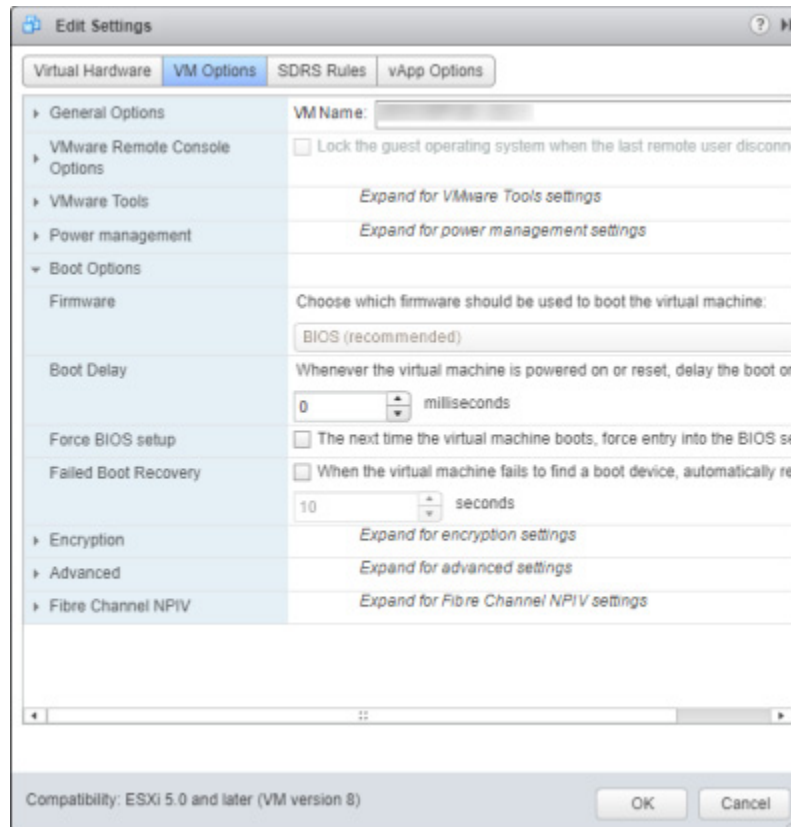 Edit Settings
?
Virtual Hardware VM Options SDRS Rules vApp Options
General Options VM Name:
VMware Remote Console Options Lock the guest operating system when the last remote user
VMware Tools Expand for VMware Tools settings
Power management Expand for power management settings
Boot Options
Firmware Choose which firmware should be used to boot the virtual machine:
BIOS (recommended)
Boot Delay Whenever the virtual machine is powered on or reset, delay the boot
0 milliseconds
Force BIOS setup The next time the virtual machine boots, force entry into the BIOS
Failed Boot Recovery When the virtual machine fails to find a boot device, automatically
10 seconds
Encryption Expand for encryption settings
Advanced Expand for advanced settings
Fibre Channel NPIV Expand for Fibre Channel NPIV settings
Compatibility: ESXi 5.0 and later (VM version 8) OK Cancel